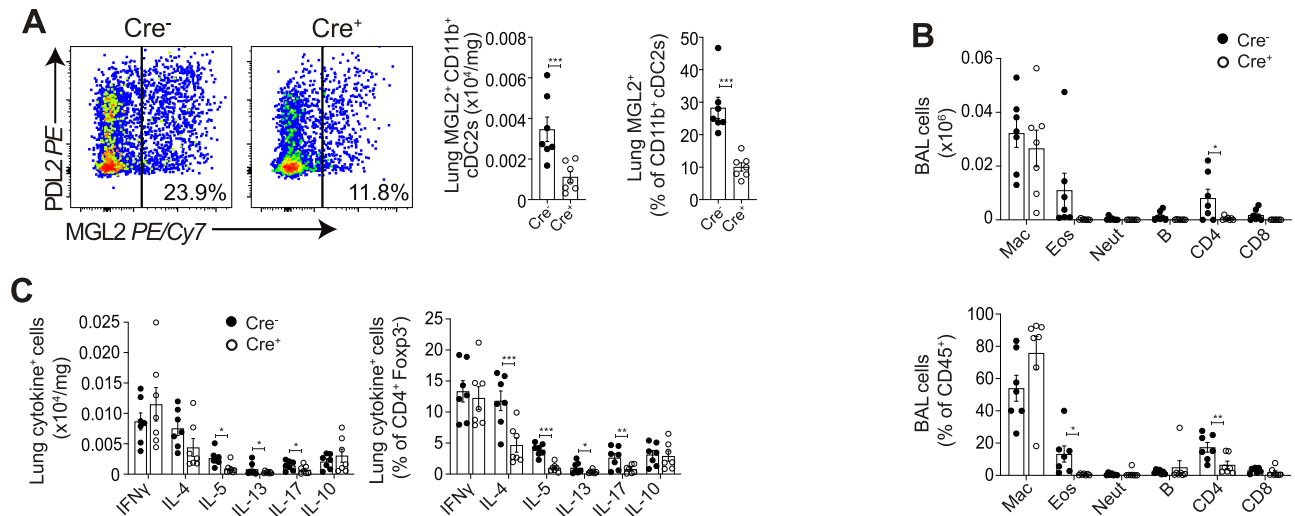 A
Cre-
Cre+
PDL2 PE
23.9%
11.8%
MGL2 PE/Cy7
Lung MGL2+ CD11b+
cDC2s (x10⁴/mg)
0.008
0.006
0.004
0.002
0
***
Cre-
Cre+
Lung MGL2+
(% of CD11b+ cDC2s)
50
40
30
20
10
0
***
Cre-
Cre+
B
Cre-
Cre+
BAL cells
(x10⁶)
0.06
0.04
0.02
0
*
Mac
Eos
Neut
B
CD4
CD8
BAL cells
(% of CD45+)
100
80
60
40
20
0
*
**
Mac
Eos
Neut
B
CD4
CD8
C
Lung cytokine+ cells
(x10⁴/mg)
0.025
0.020
0.015
0.010
0.005
0
Cre-
Cre+
*
*
*
IFNγ
IL-4
IL-5
IL-13
IL-17
IL-10
Lung cytokine+ cells
(% of CD4+ Foxp3-)
25
20
15
10
5
0
***
***
*
**
IFNγ
IL-4
IL-5
IL-13
IL-17
IL-10